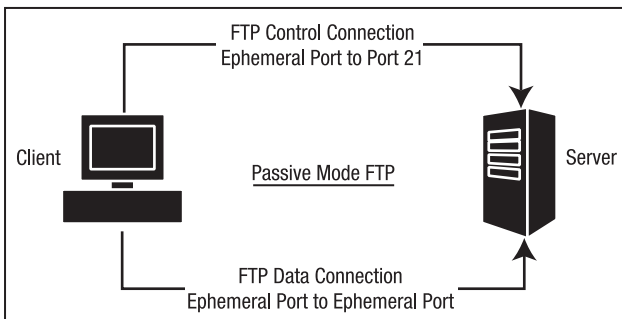 FTP Control Connection
Ephemeral Port to Port 21
Client
Server
Passive Mode FTP
FTP Data Connection
Ephemeral Port to Ephemeral Port